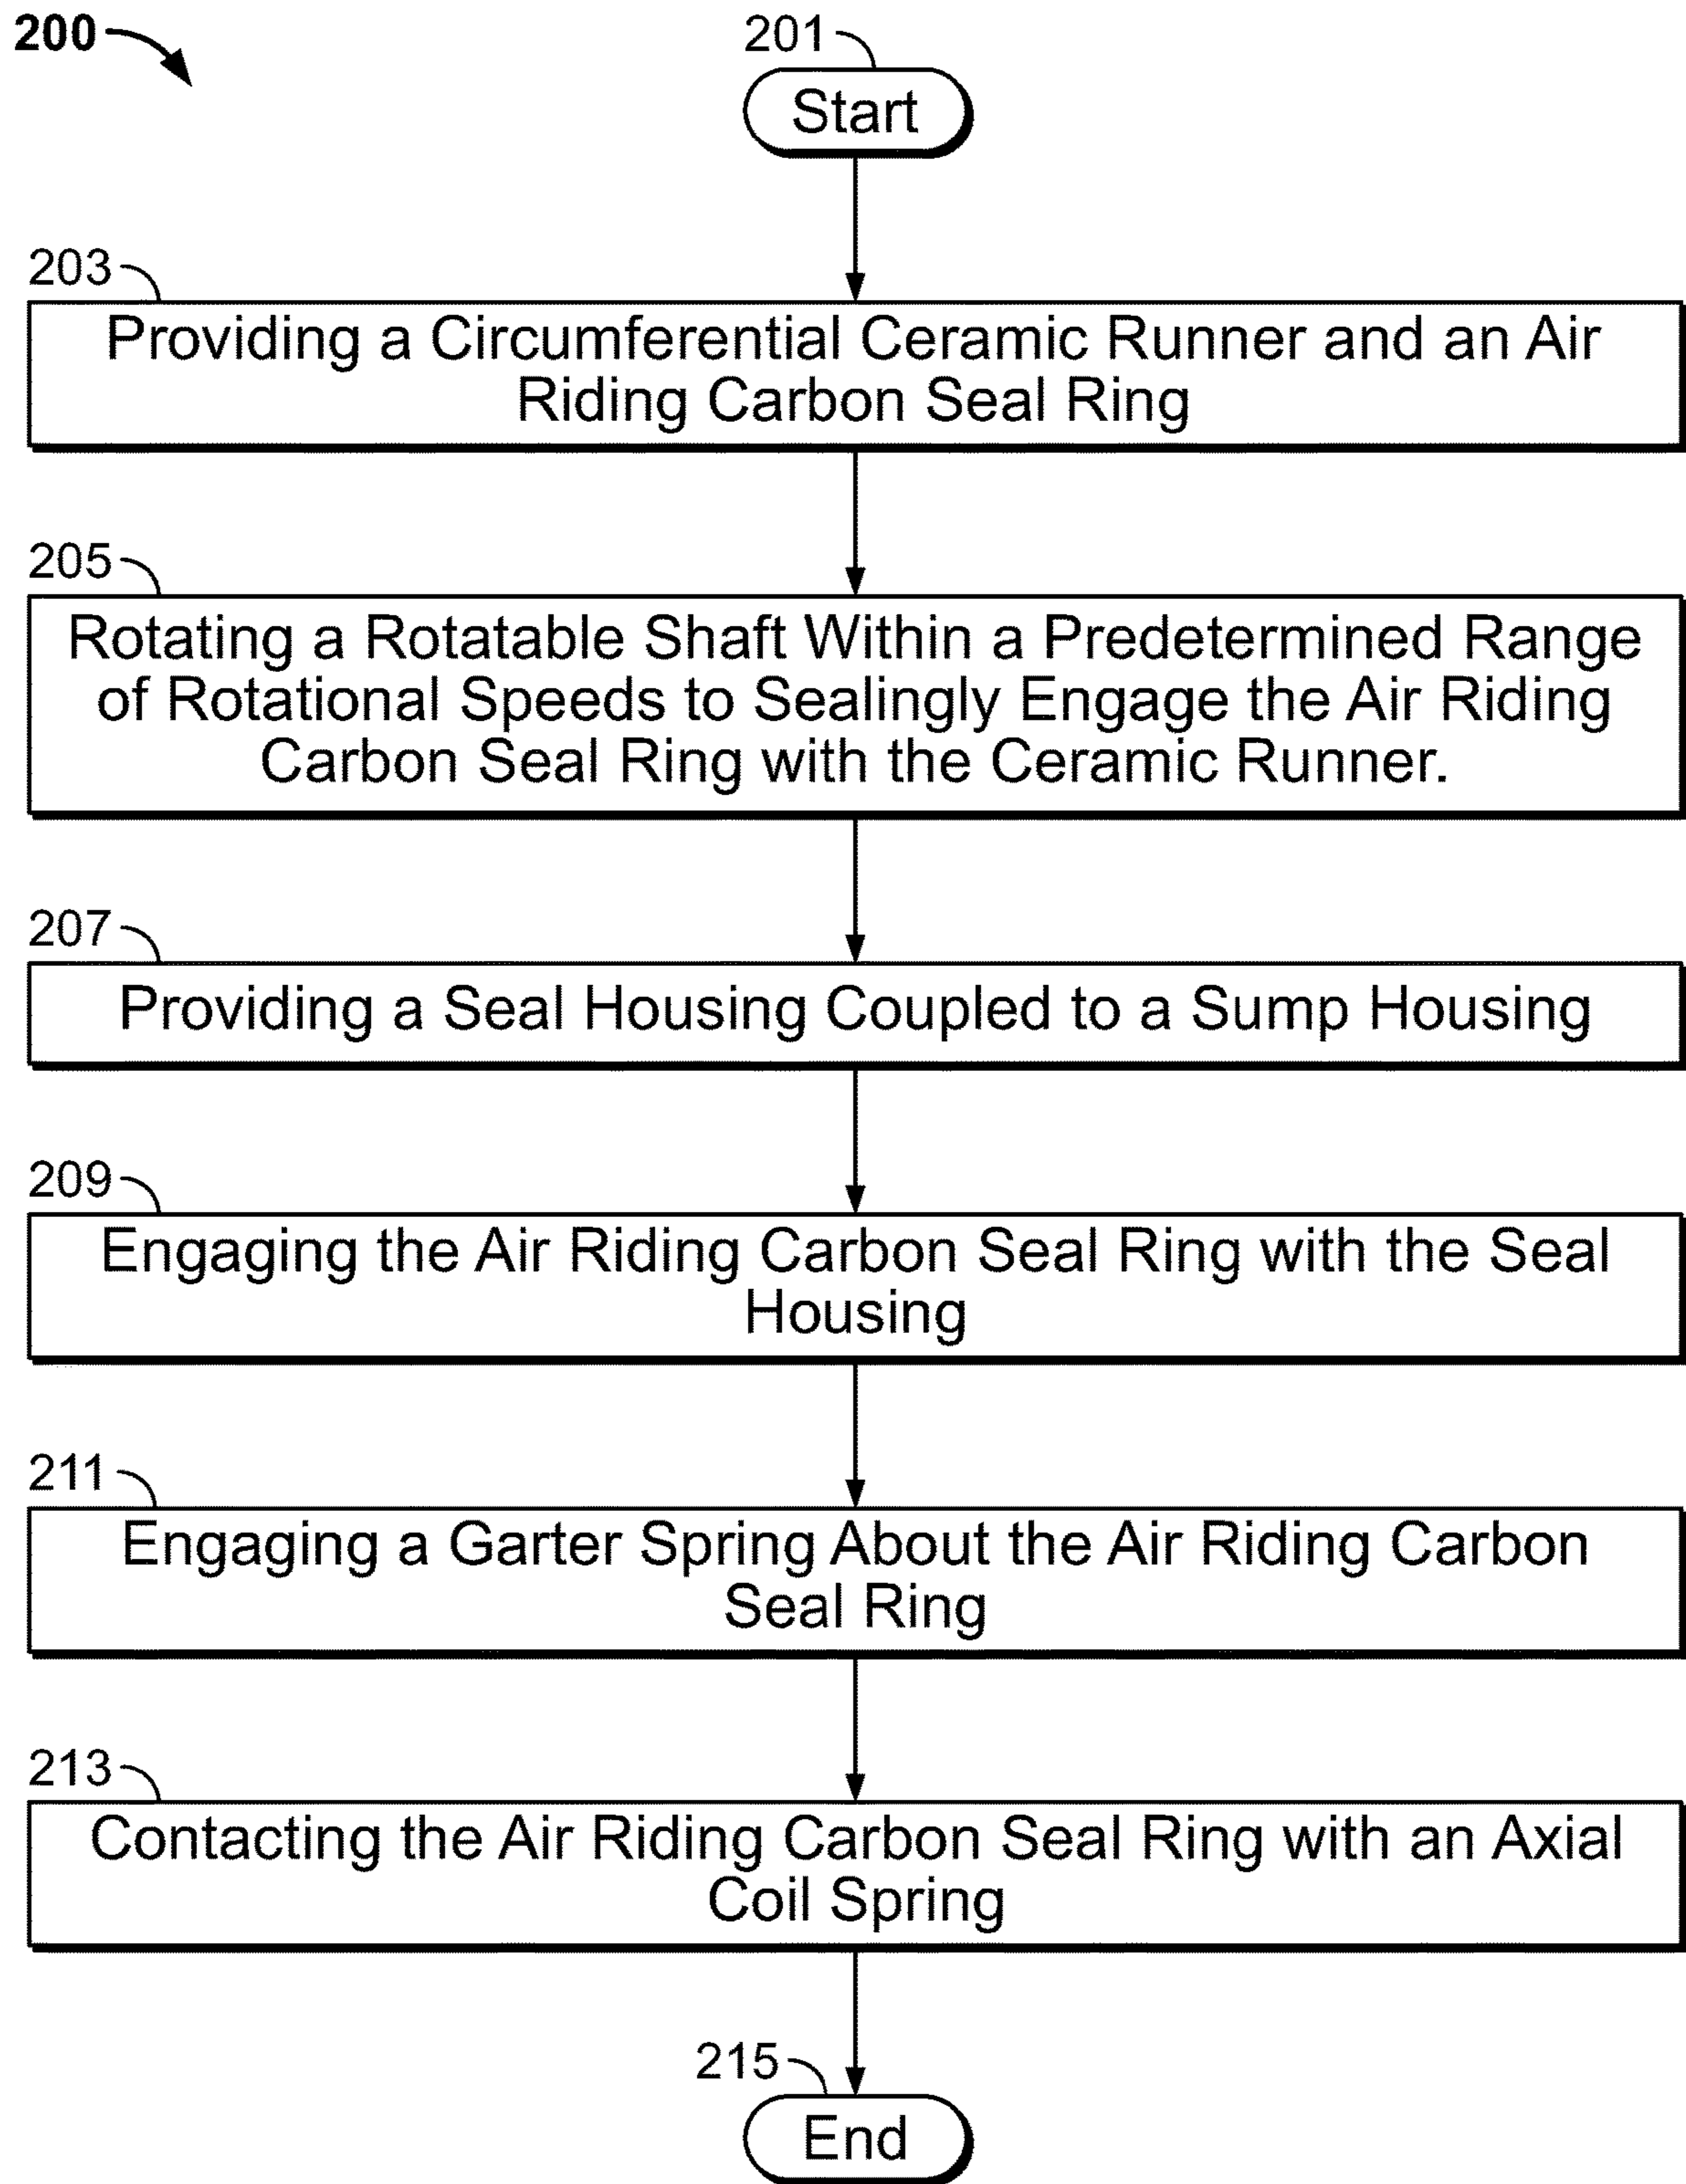 200
201
Start
203
Providing a Circumferential Ceramic Runner and an Air
Riding Carbon Seal Ring
205
Rotating a Rotatable Shaft Within a Predetermined Range
of Rotational Speeds to Sealingly Engage the Air Riding
Carbon Seal Ring with the Ceramic Runner.
207
Providing a Seal Housing Coupled to a Sump Housing
209
Engaging the Air Riding Carbon Seal Ring with the Seal
Housing
211
Engaging a Garter Spring About the Air Riding Carbon
Seal Ring
213
Contacting the Air Riding Carbon Seal Ring with an Axial
Coil Spring
215
End